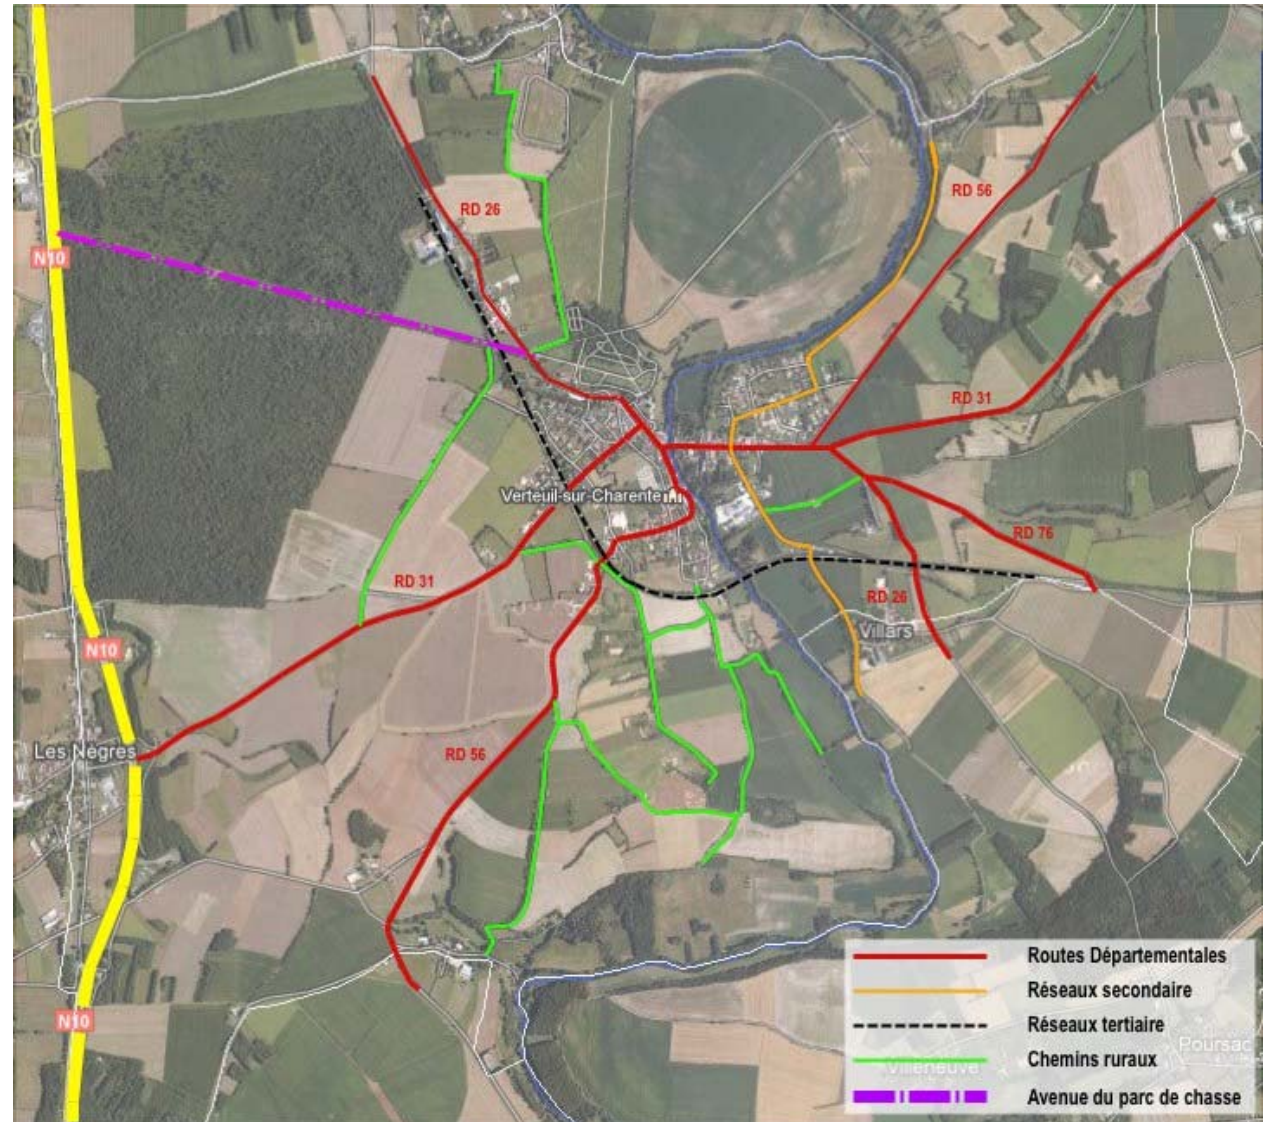 RD 56
RD 26
N10
RD 31
Verteuil-sur-Charente
RD 76
RD 31
RD 26
Villars
N10
Les Nègres
RD 56
N10
Routes Départementales
Réseaux secondaire
Réseaux tertiaire
Chemins ruraux
Avenue du parc de chasse
Poursac
Villeneuve